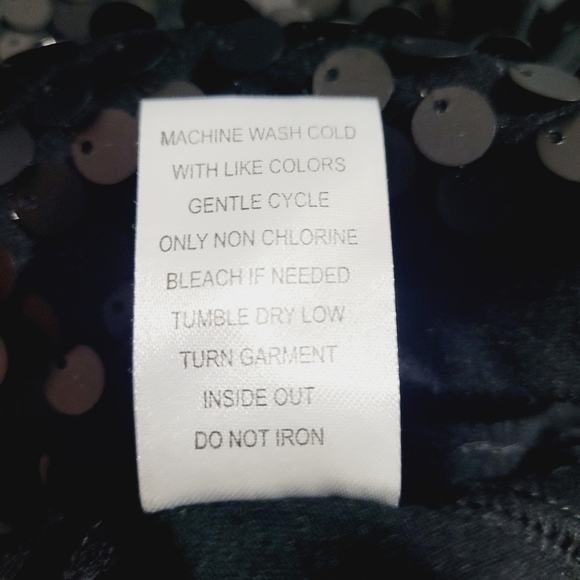 MACHINE WASH COLD
WITH LIKE COLORS
GENTLE CYCLE
ONLY NON CHLORINE
BLEACH IF NEEDED
TUMBLE DRY LOW
TURN GARMENT
INSIDE OUT
DO NOT IRON